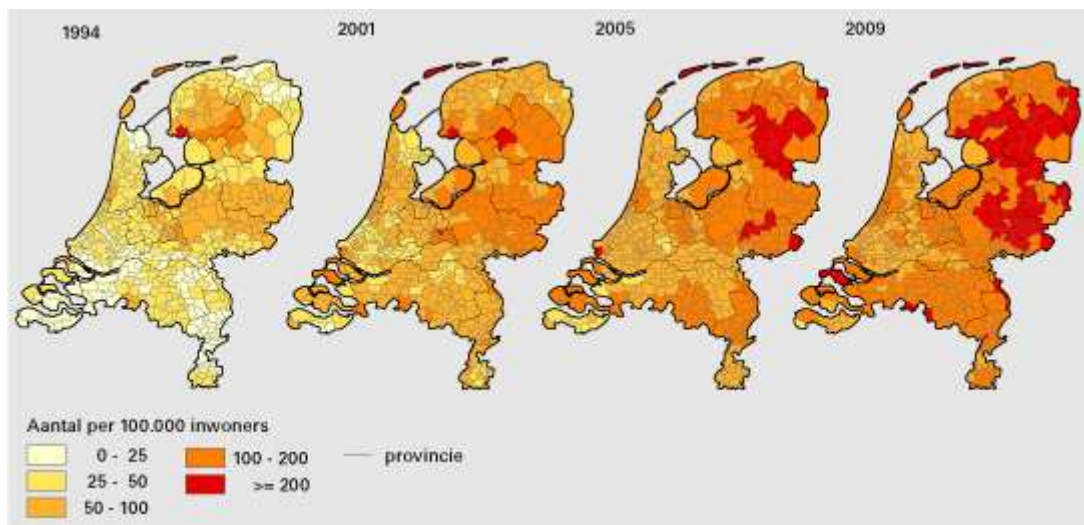 1994 2001 2005 2009
Aantal per 100.000 inwoners
0 - 25 100 - 200 provincie
25 - 50 >= 200
50 - 100